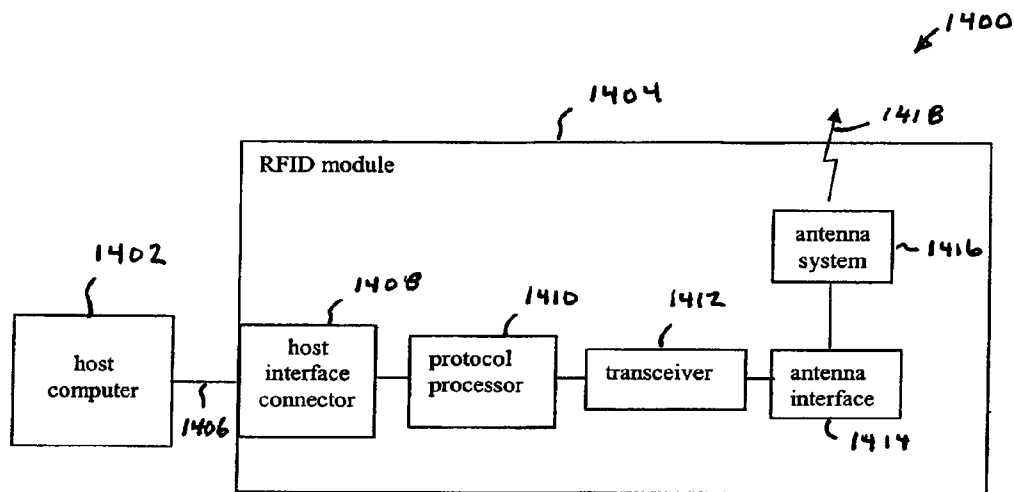 1400
1404
1418
RFID module
antenna
system
1416
1402
1408
1410
1412
host
computer
1406
host
interface
connector
protocol
processor
transceiver
antenna
interface
1414